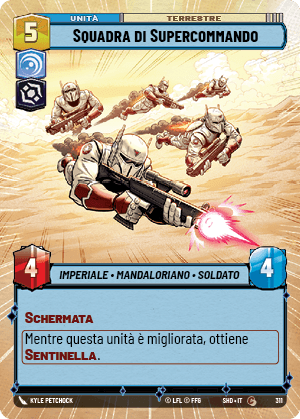 UNITÀ
TERRESTRE
5
SQUADRA DI SUPERCOMMANDO
4
4
IMPERIALE • MANDALORIANO • SOLDATO
SCHERMATA
Mentre questa unità è migliorata, ottiene
SENTINELLA.
KYLE PETCHOCK
© LFL © FFG
SHD • IT
311